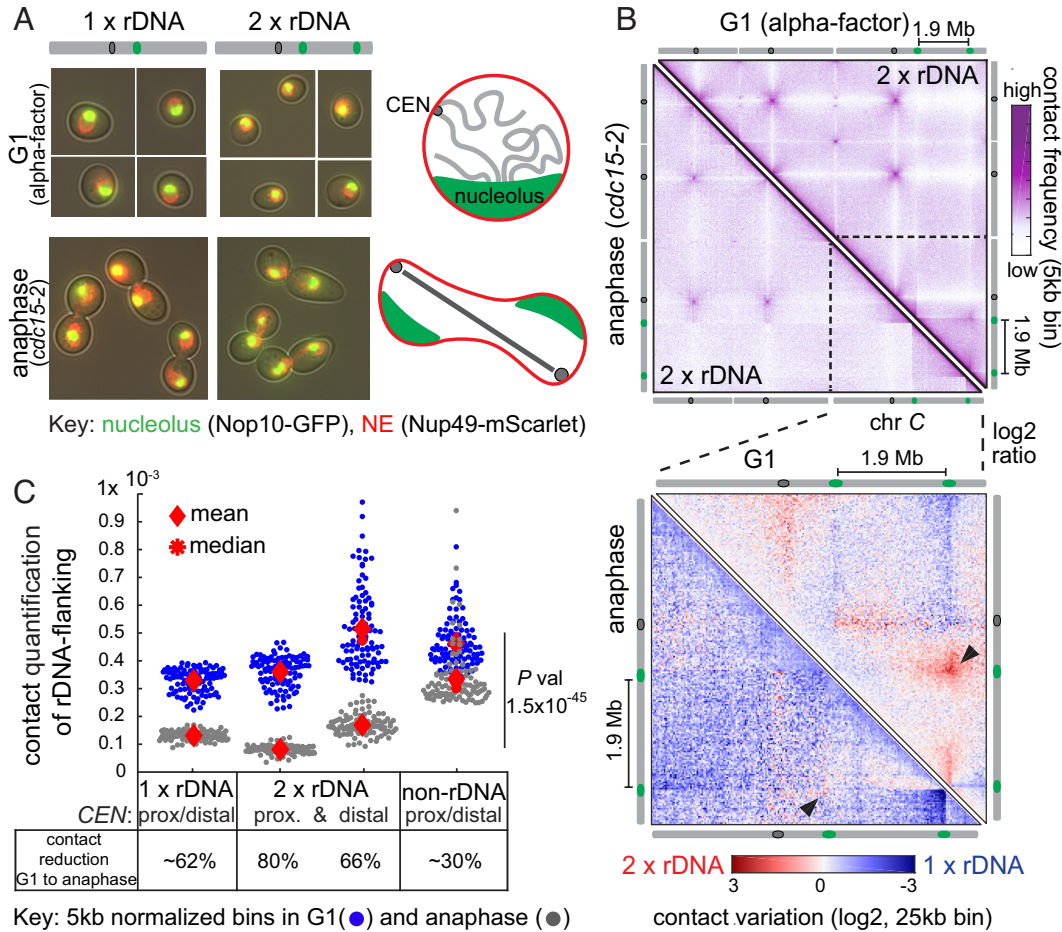 A
1 x rDNA
2 x rDNA
G1
(alpha-factor)
anaphase
(cdc15-2)
CEN
nucleolus
Key: nucleolus (Nop10-GFP), NE (Nup49-mScarlet)
B
G1 (alpha-factor)
1.9 Mb
2 x rDNA
anaphase (cdc15-2)
2 x rDNA
high
low
contact frequency (5kb bin)
1.9 Mb
chr C
log2
ratio
G1
1.9 Mb
anaphase
1.9 Mb
2 x rDNA
1 x rDNA
3
0
-3
contact variation (log2, 25kb bin)
C
1x 10-3
0.9
0.8
0.7
0.6
0.5
0.4
0.3
0.2
0.1
0
contact quantification
of rDNA-flanking
mean
median
P val
1.5x10-45
1 x rDNA
2 x rDNA
non-rDNA
CEN: prox/distal
prox. & distal
prox/distal
contact
reduction
G1 to anaphase
~62%
80%
66%
~30%
Key: 5kb normalized bins in G1(●) and anaphase (●)